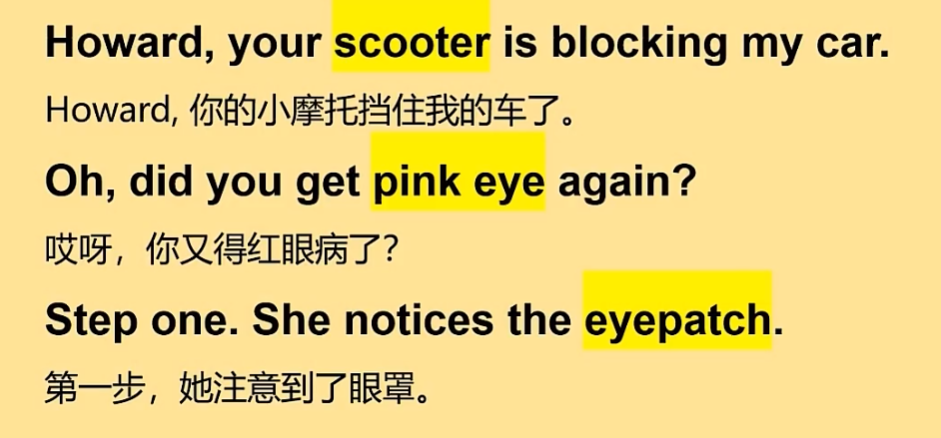 Howard, your scooter is blocking my car.
Howard, 你的小摩托挡住我的车了。
Oh, did you get pink eye again?
哎呀，你又得红眼病了？
Step one. She notices the eyepatch.
第一步，她注意到了眼罩。